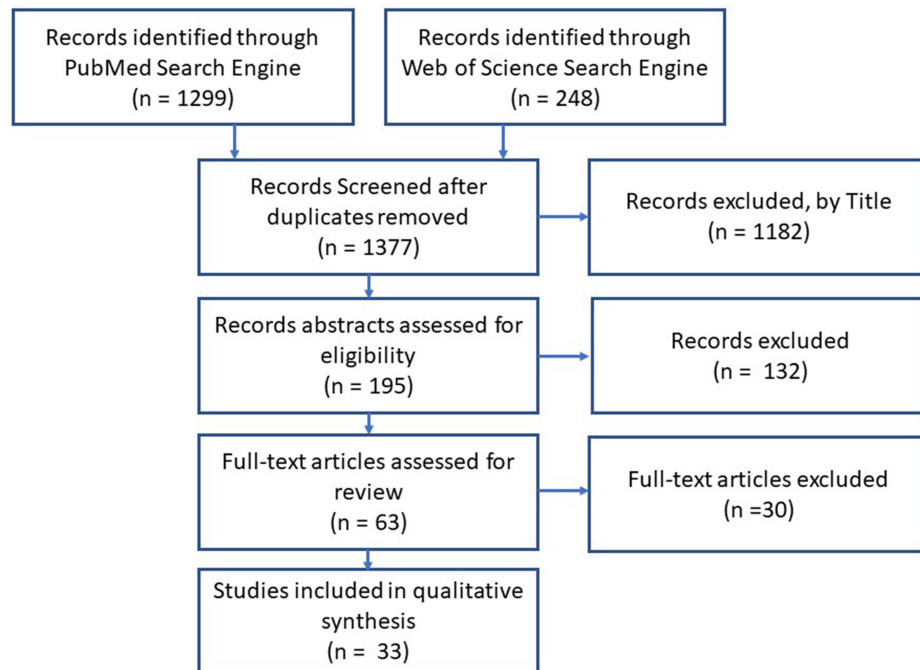 Records identified through
PubMed Search Engine
(n = 1299)
Records identified through
Web of Science Search Engine
(n = 248)
Records Screened after
duplicates removed
(n = 1377)
Records excluded, by Title
(n = 1182)
Records abstracts assessed for
eligibility
(n = 195)
Records excluded
(n = 132)
Full-text articles assessed for
review
(n = 63)
Full-text articles excluded
(n =30)
Studies included in qualitative
synthesis
(n = 33)